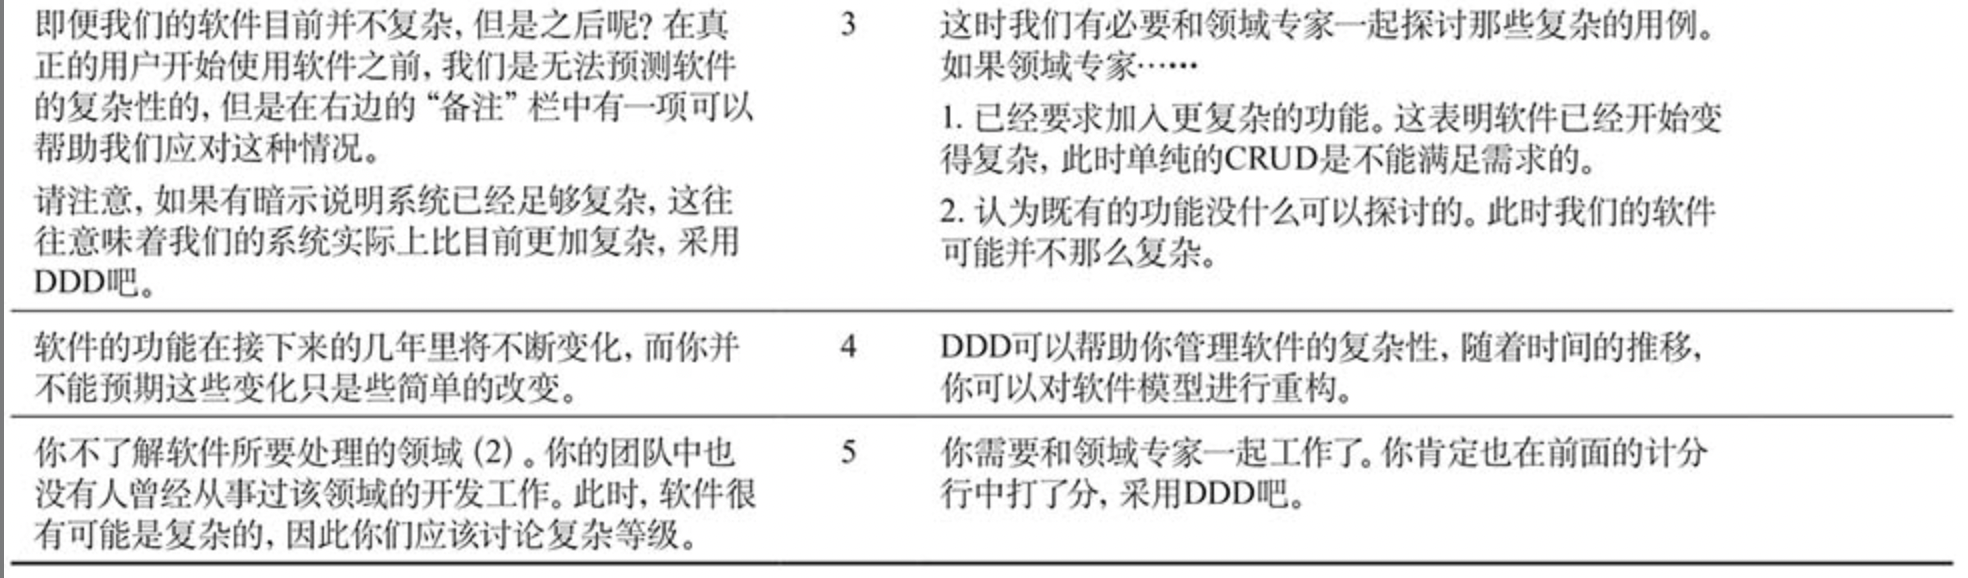 即便我们的软件目前并不复杂，但是之后呢？在真
正的用户开始使用软件之前，我们是无法预测软件
的复杂性的，但是在右边的“备注”栏中有一项可以
帮助我们应对这种情况。
请注意，如果有暗示说明系统已经足够复杂，这往
往意味着我们的系统实际上比目前更加复杂，采用
DDD吧。
3
这时我们有必要和领域专家一起探讨那些复杂的用例。
如果领域专家……
1. 已经要求加入更复杂的功能。这表明软件已经开始变
得复杂，此时单纯的CRUD是不能满足需求的。
2. 认为既有的功能没什么可以探讨的。此时我们的软件
可能并不那么复杂。
软件的功能在接下来的几年里将不断变化，而你并
不能预期这些变化只是些简单的改变。
4
DDD可以帮助你管理软件的复杂性，随着时间的推移，
你可以对软件模型进行重构。
你不了解软件所要处理的领域（2）。你的团队中也
没有人曾经从事过该领域的开发工作。此时，软件很
有可能是复杂的，因此你们应该讨论复杂等级。
5
你需要和领域专家一起工作了。你肯定也在前面的计分
行中打了分，采用DDD吧。